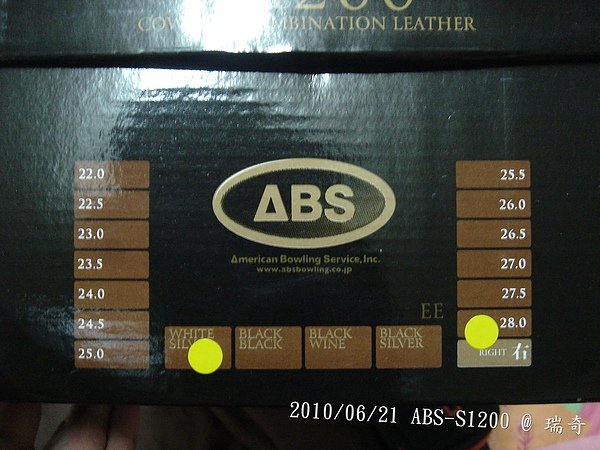 COMBINATION LEATHER
22.0
22.5
23.0
23.5
24.0
24.5
25.0
ABS
American Bowling Service, Inc.
www.absbowling.co.jp
25.5
26.0
26.5
27.0
27.5
28.0
EE
WHITE
BLACK
BLACK
BLACK
WINE
BLACK
SILVER
RIGHT 右
2010/06/21 ABS-S1200 @ 瑞奇